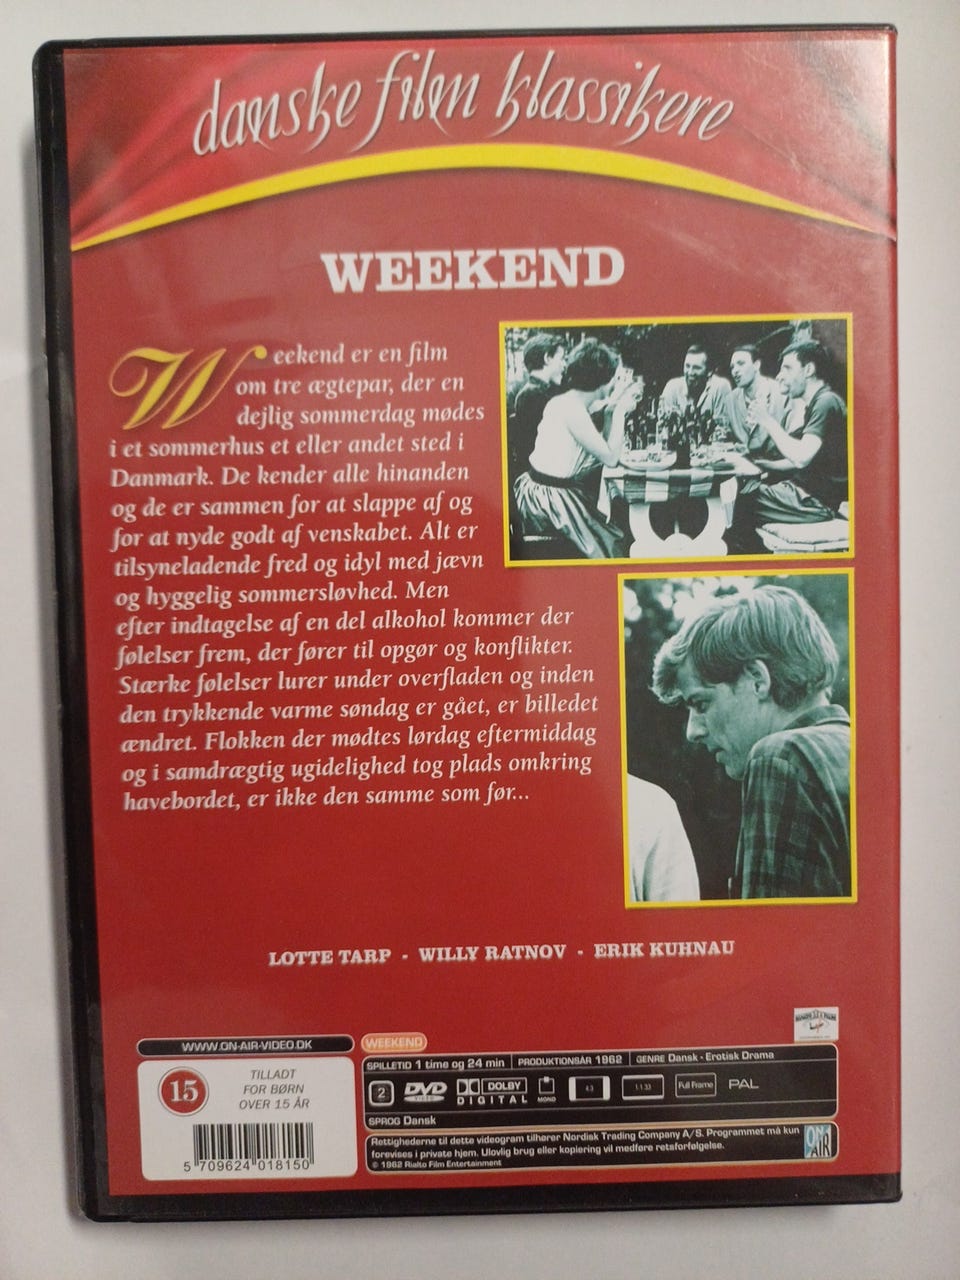 danske film klassikere
WEEKEND
Weekend er en film
om tre ægtepar, der en
dejlig sommerdag mødes
i et sommerhus et eller andet sted i
Danmark. De kender alle hinanden
og de er sammen for at slappe af og
for at nyde godt af venskabet. Alt er
tilsyneladende fred og idyl med jævn
og hyggelig sommersløvhed. Men
efter indtagelse af en del alkohol kommer der
følelser frem, der fører til opgør og konflikter.
Stærke følelser lurer under overfladen og inden
den trykkende varme søndag er gået, er billedet
ændret. Flokken der mødtes lørdag eftermiddag
og i samdrægtig ugidelighed tog plads omkring
havebordet, er ikke den samme som før...
LOTTE TARP - WILLY RATNOV - ERIK KUHNAU
WWW.ON-AIR-VIDEO.DK
15
TILLADT
FOR BØRN
OVER 15 ÅR
5 709624 018150
WEEKEND
SPILLETID 1 time og 24 min PRODUKTIONSÅR 1962 GENRE Dansk - Erotisk Drama
2 DVD VIDEO DOLBY DIGITAL MONO 4:3 1:1.33 Full Frame PAL
SPROG Dansk
Rettighederne til dette videogram tilhører Nordisk Trading Company A/S. Programmet må kun
forevises i private hjem. Ulovlig brug eller kopiering vil medføre retsforfølgelse.
© 1962 Rialto Film Entertainment
ON AIR